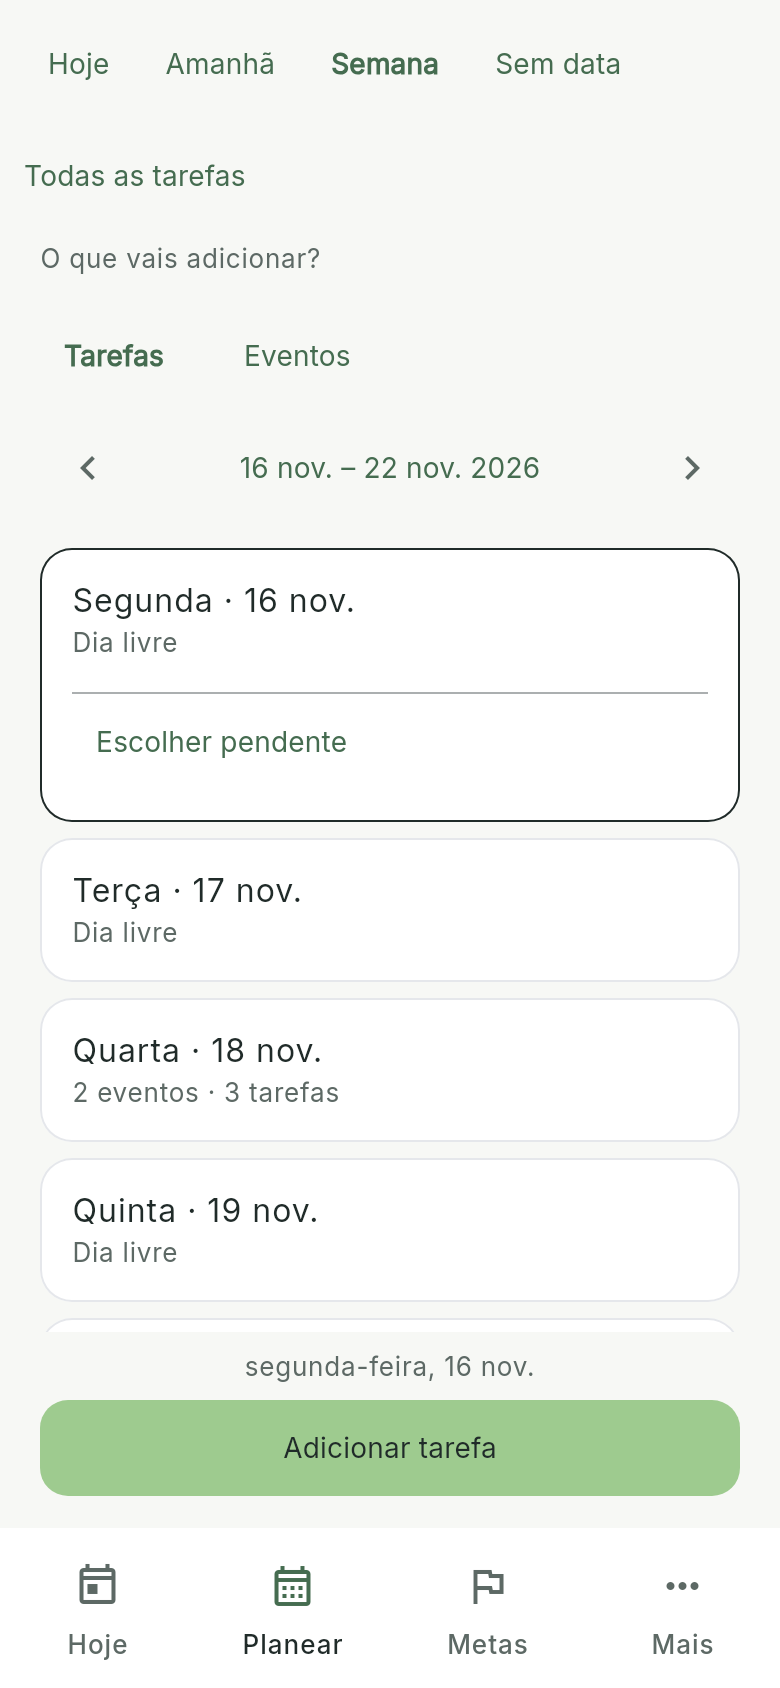 Hoje Amanhã Semana Sem data
Todas as tarefas
O que vais adicionar?
Tarefas Eventos
16 nov. – 22 nov. 2026
Segunda · 16 nov.
Dia livre
Escolher pendente
Terça · 17 nov.
Dia livre
Quarta · 18 nov.
2 eventos · 3 tarefas
Quinta · 19 nov.
Dia livre
segunda-feira, 16 nov.
Adicionar tarefa
Hoje Planear Metas Mais